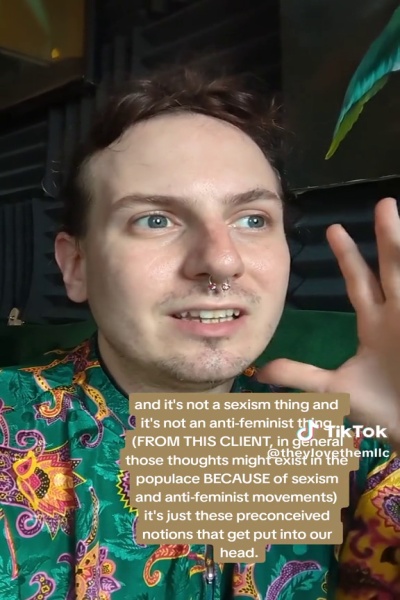 and it's not a sexism thing and
it's not an anti-feminist thing
(FROM THIS CLIENT, in general
TikTok
those thoughts might exist in the
@theylovethemllc
populace BECAUSE of sexism
and anti-feminist movements)
it's just these preconceived
notions that get put into our
head.